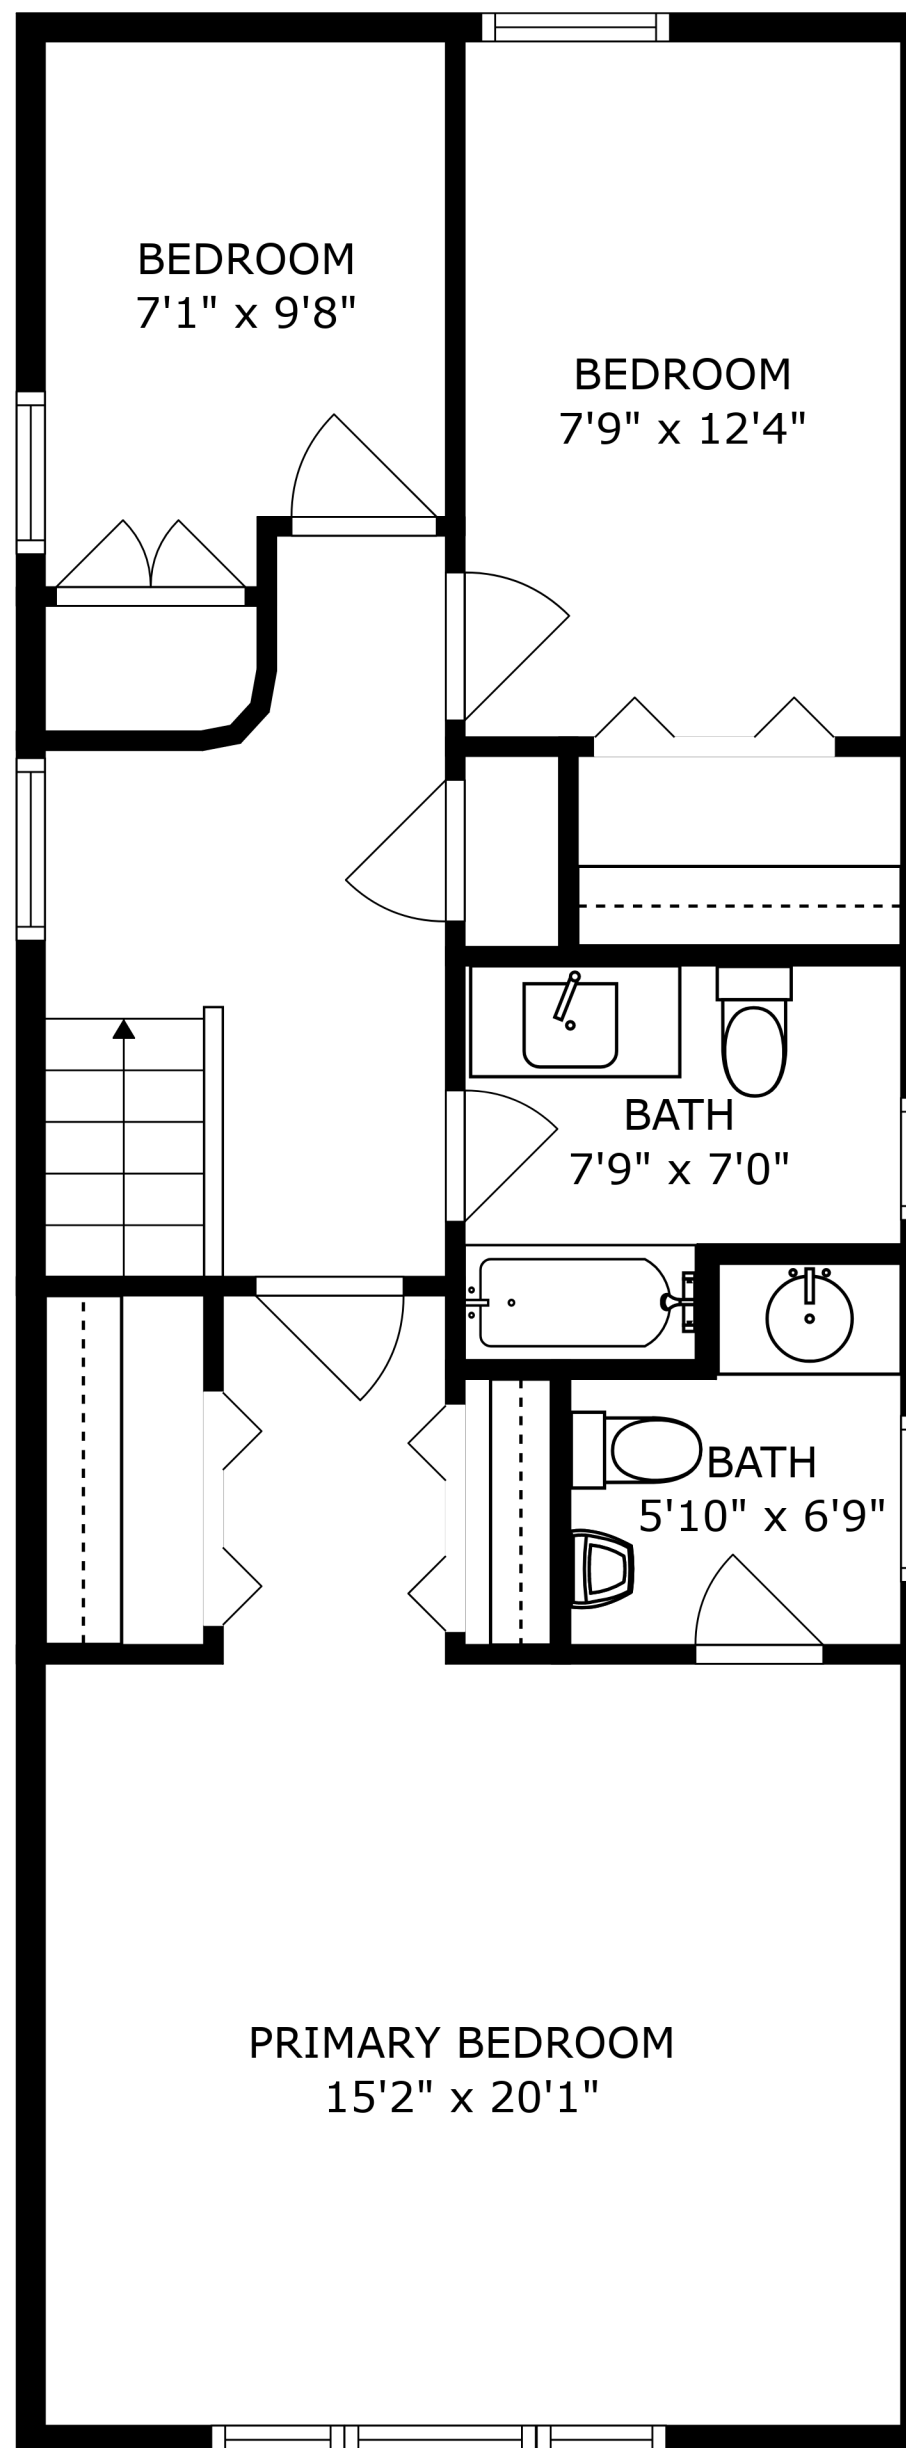 BEDROOM
7'1" x 9'8"
BEDROOM
7'9" x 12'4"
BATH
7'9" x 7'0"
BATH
5'10" x 6'9"
PRIMARY BEDROOM
15'2" x 20'1"